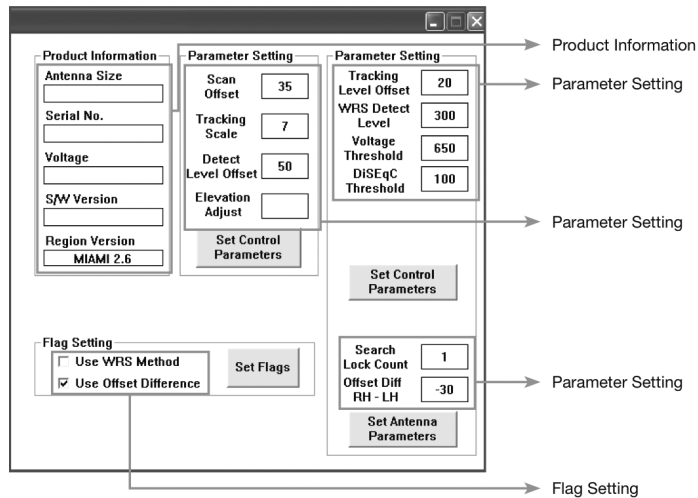 Product Information
Antenna Size
Serial No.
Voltage
S/W Version
Region Version
MIAMI 2.6
Parameter Setting
Scan
Offset
35
Tracking
Scale
7
Detect
Level Offset
50
Elevation
Adjust
Set Control
Parameters
Parameter Setting
Tracking
Level Offset
20
WRS Detect
Level
300
Voltage
Threshold
650
DiSEqC
Threshold
100
Set Control
Parameters
Search
Lock Count
1
Offset Diff
RH - LH
-30
Set Antenna
Parameters
Flag Setting
Use WRS Method
Use Offset Difference
Set Flags
Product Information
Parameter Setting
Parameter Setting
Parameter Setting
Flag Setting